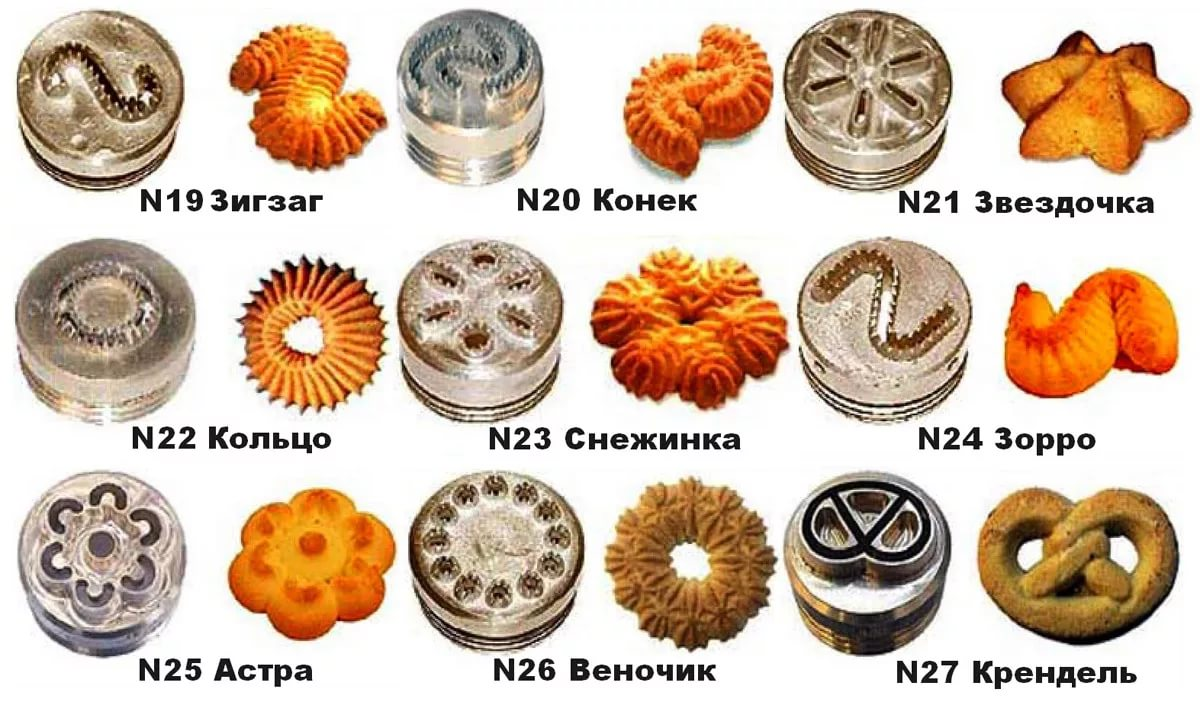 N19 Зигзаг
N20 Конек
N21 Звездочка
N22 Кольцо
N23 Снежинка
N24 Зорро
N25 Астра
N26 Веночик
N27 Крендель